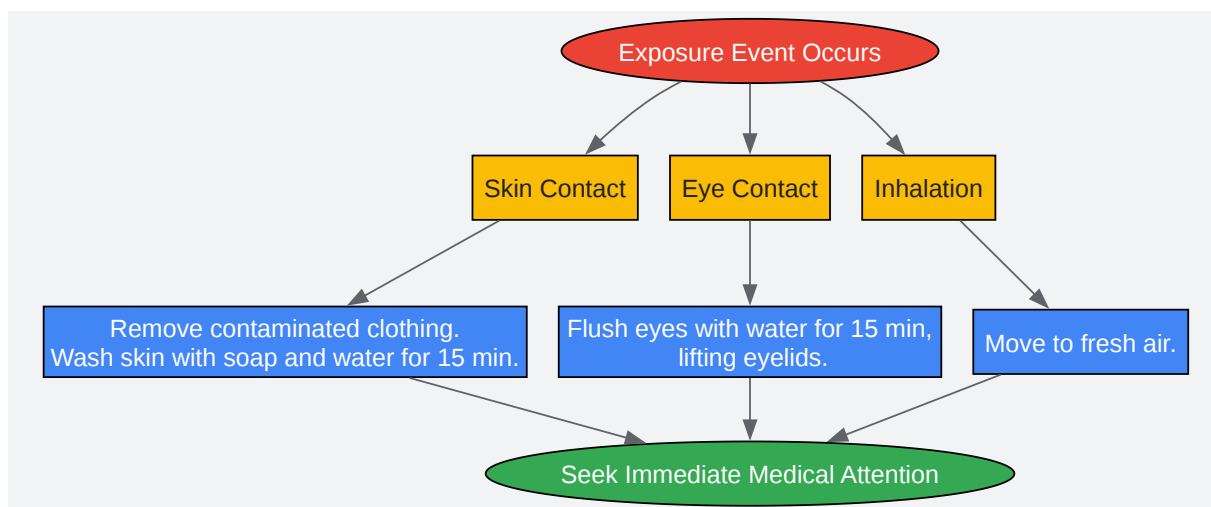 Exposure Event Occurs
Skin Contact
Eye Contact
Inhalation
Remove contaminated clothing.
Wash skin with soap and water for 15 min.
Flush eyes with water for 15 min,
lifting eyelids.
Move to fresh air.
Seek Immediate Medical Attention